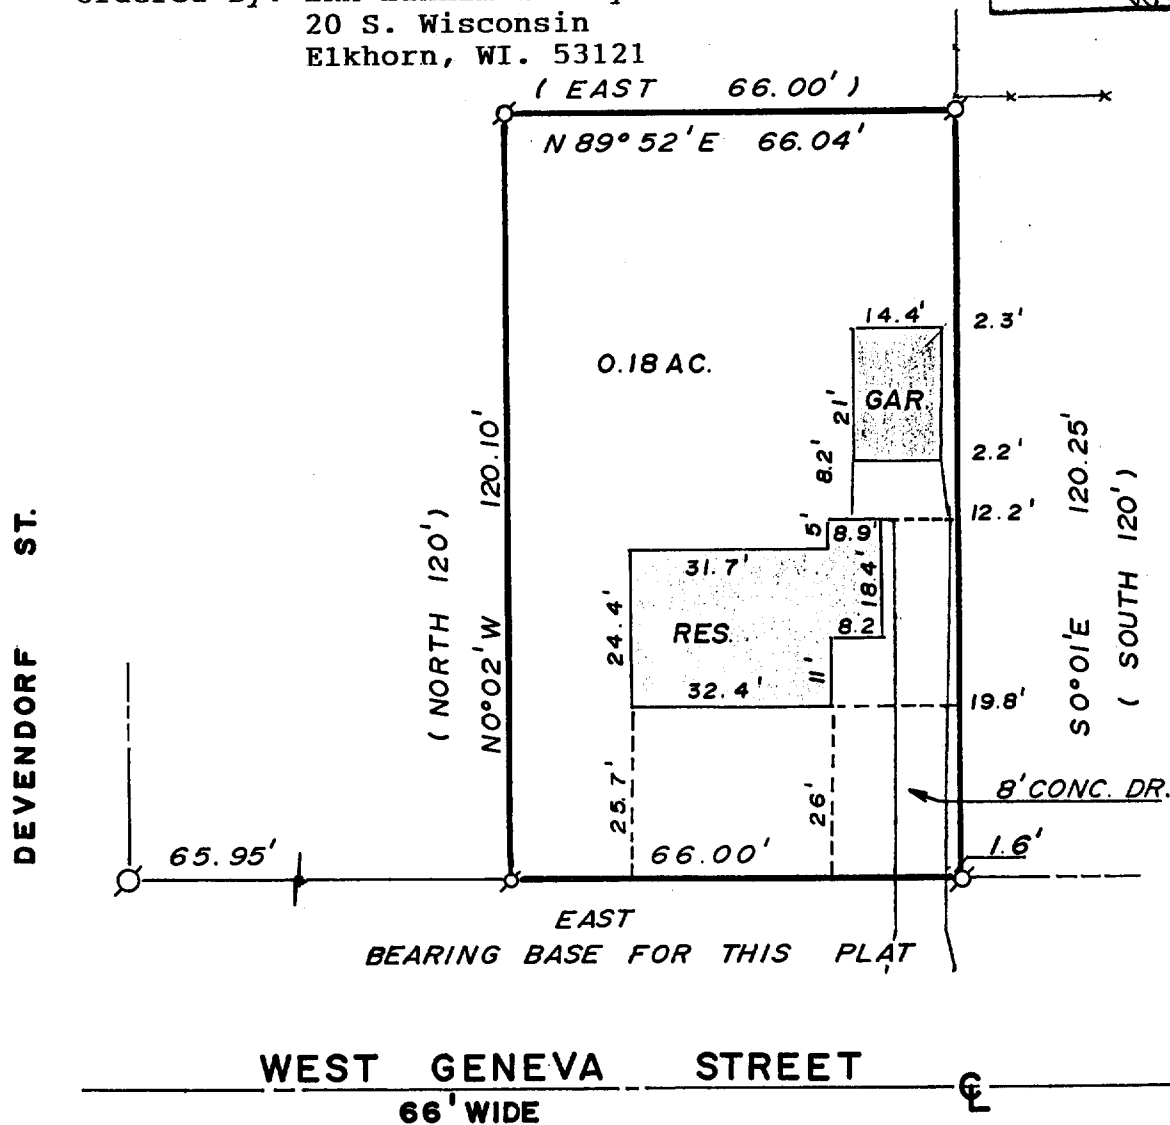 20 S. Wisconsin
Elkhorn, WI. 53121
( EAST 66.00' )
N 89° 52' E 66.04'
14.4'
2.3'
0.18 AC.
GAR.
21'
2.2'
8.2'
120.25'
S 0° 01' E
( SOUTH 120' )
120.10'
N 0° 02' W
( NORTH 120' )
12.2'
5'
8.9'
31.7'
18.4'
24.4'
RES.
8.2
11'
32.4'
19.8'
DEVENDORF ST.
25.7'
26'
8' CONC. DR.
65.95'
66.00'
1.6'
EAST
BEARING BASE FOR THIS PLAT
WEST GENEVA STREET
66' WIDE